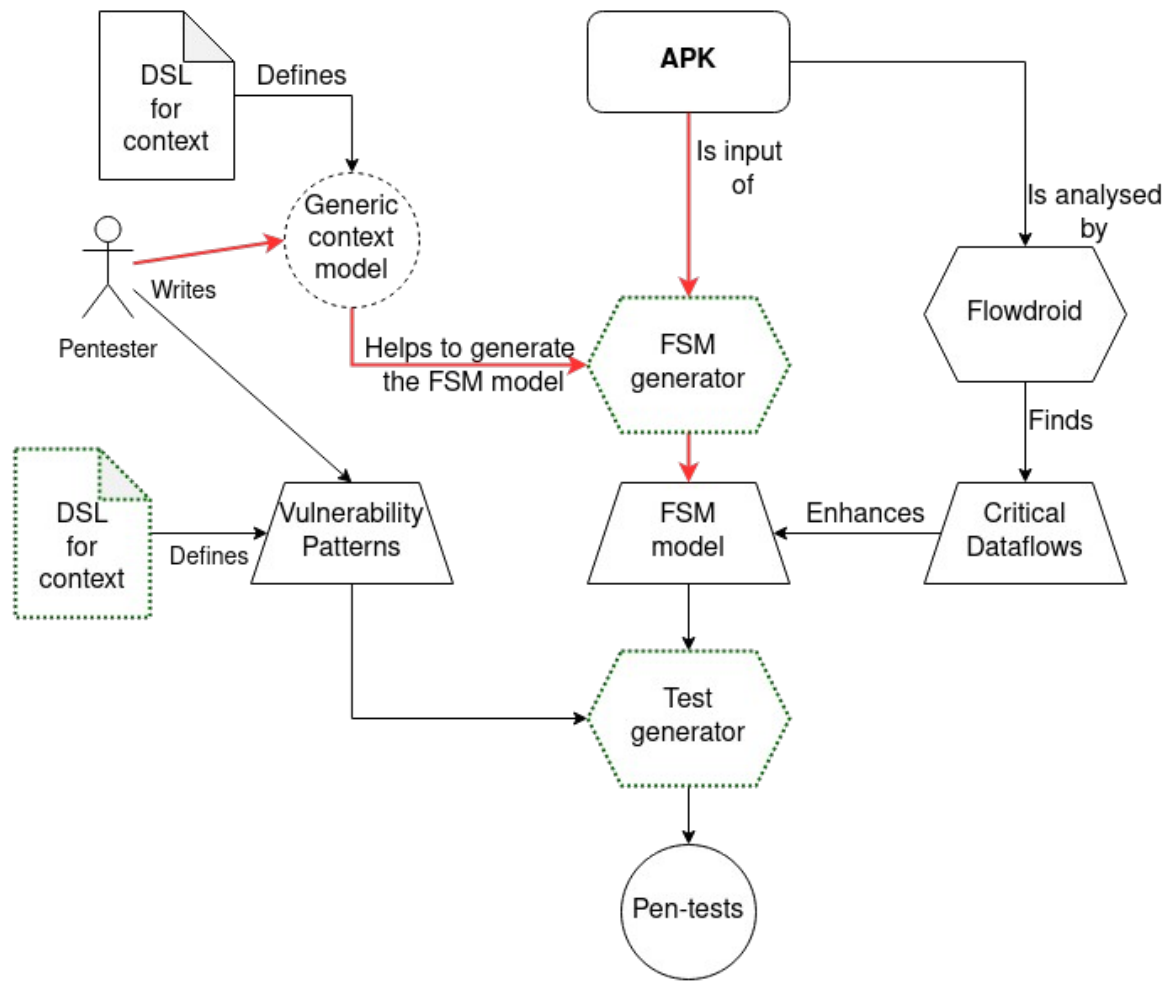 DSL
for
context
Defines
APK
Is input
of
Is analysed
by
Generic
context
model
Writes
Pentester
Flowdroid
Helps to generate
the FSM model
FSM
generator
Finds
DSL
for
context
Defines
Vulnerability
Patterns
FSM
model
Enhances
Critical
Dataflows
Test
generator
Pen-tests